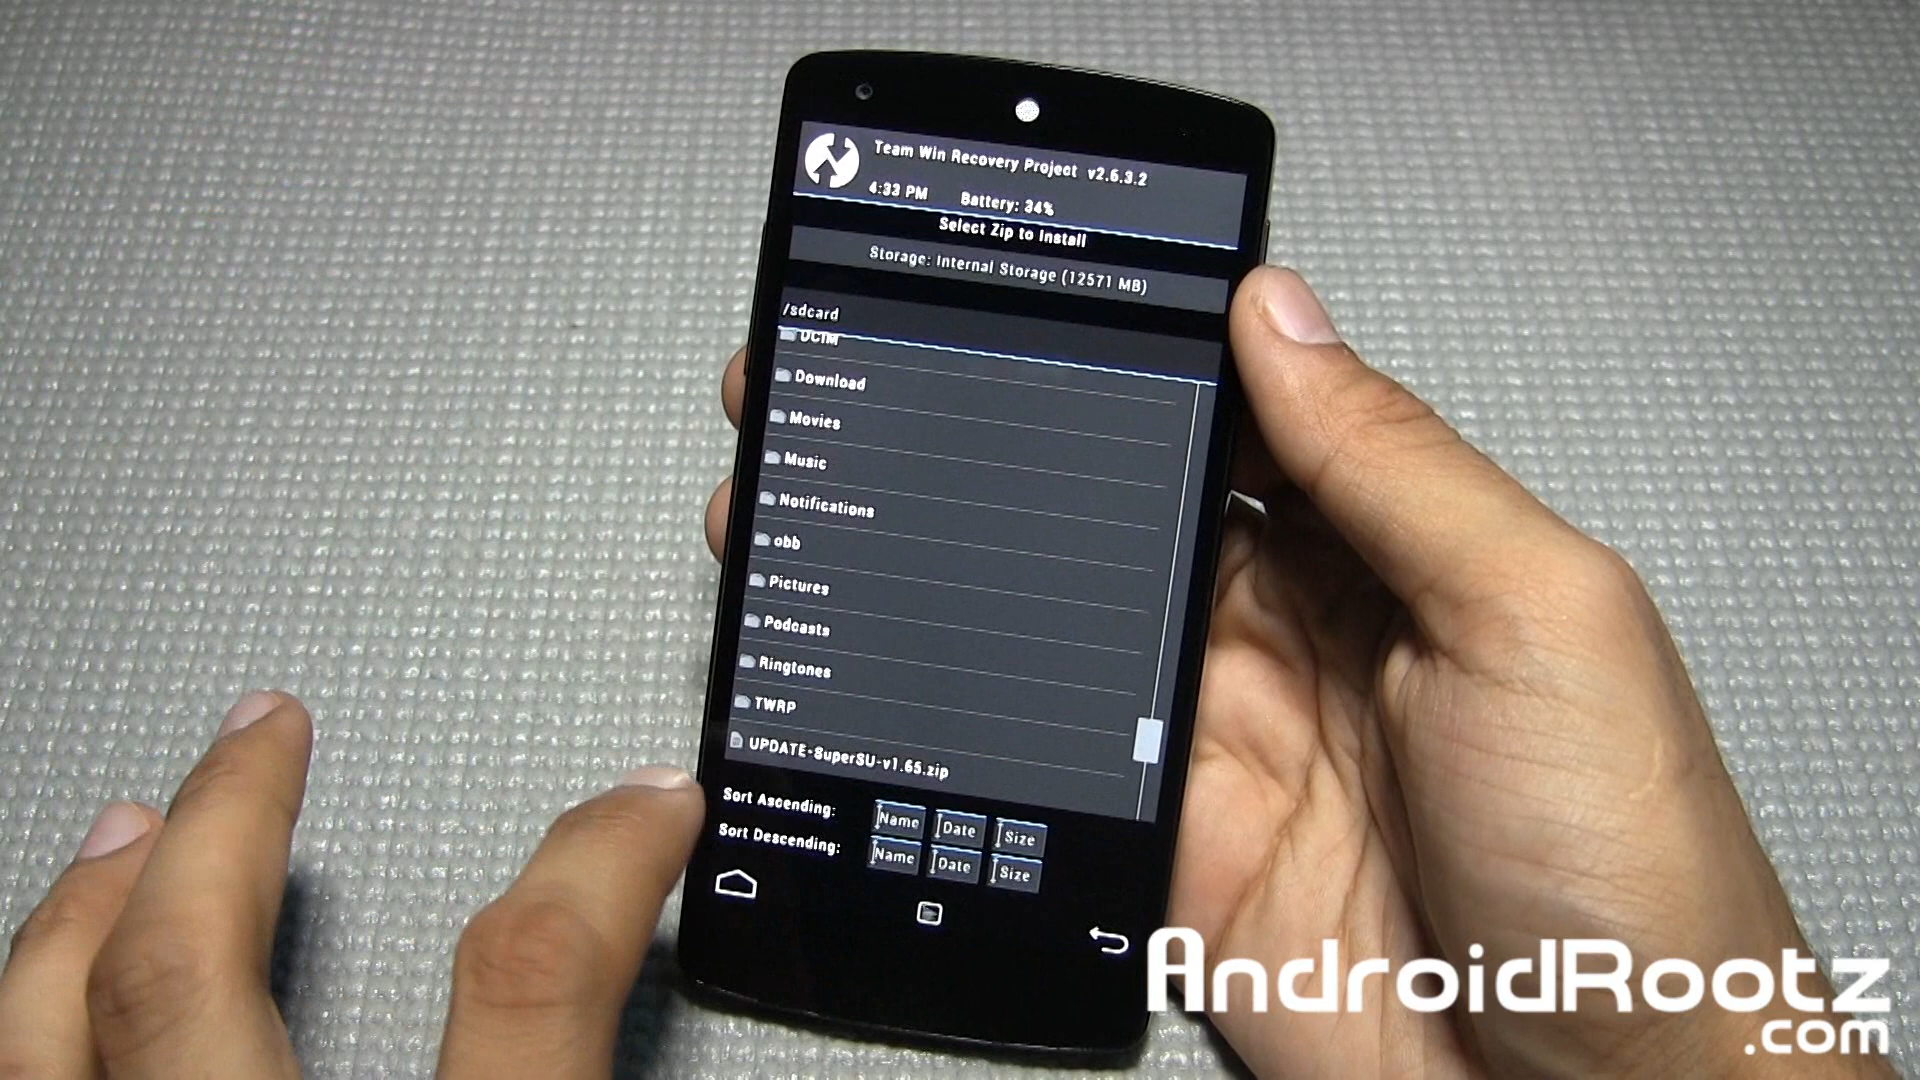 Team Win Recovery Project v2.6.3.2
4:33 PM Battery: 34%
Select Zip to Install
Storage: Internal Storage (12571 MB)
/sdcard
DCIM
Download
Movies
Music
Notifications
obb
Pictures
Podcasts
Ringtones
TWRP
UPDATE-SuperSU-v1.65.zip
Sort Ascending: Name Date Size
Sort Descending: Name Date Size
AndroidRootz
.com